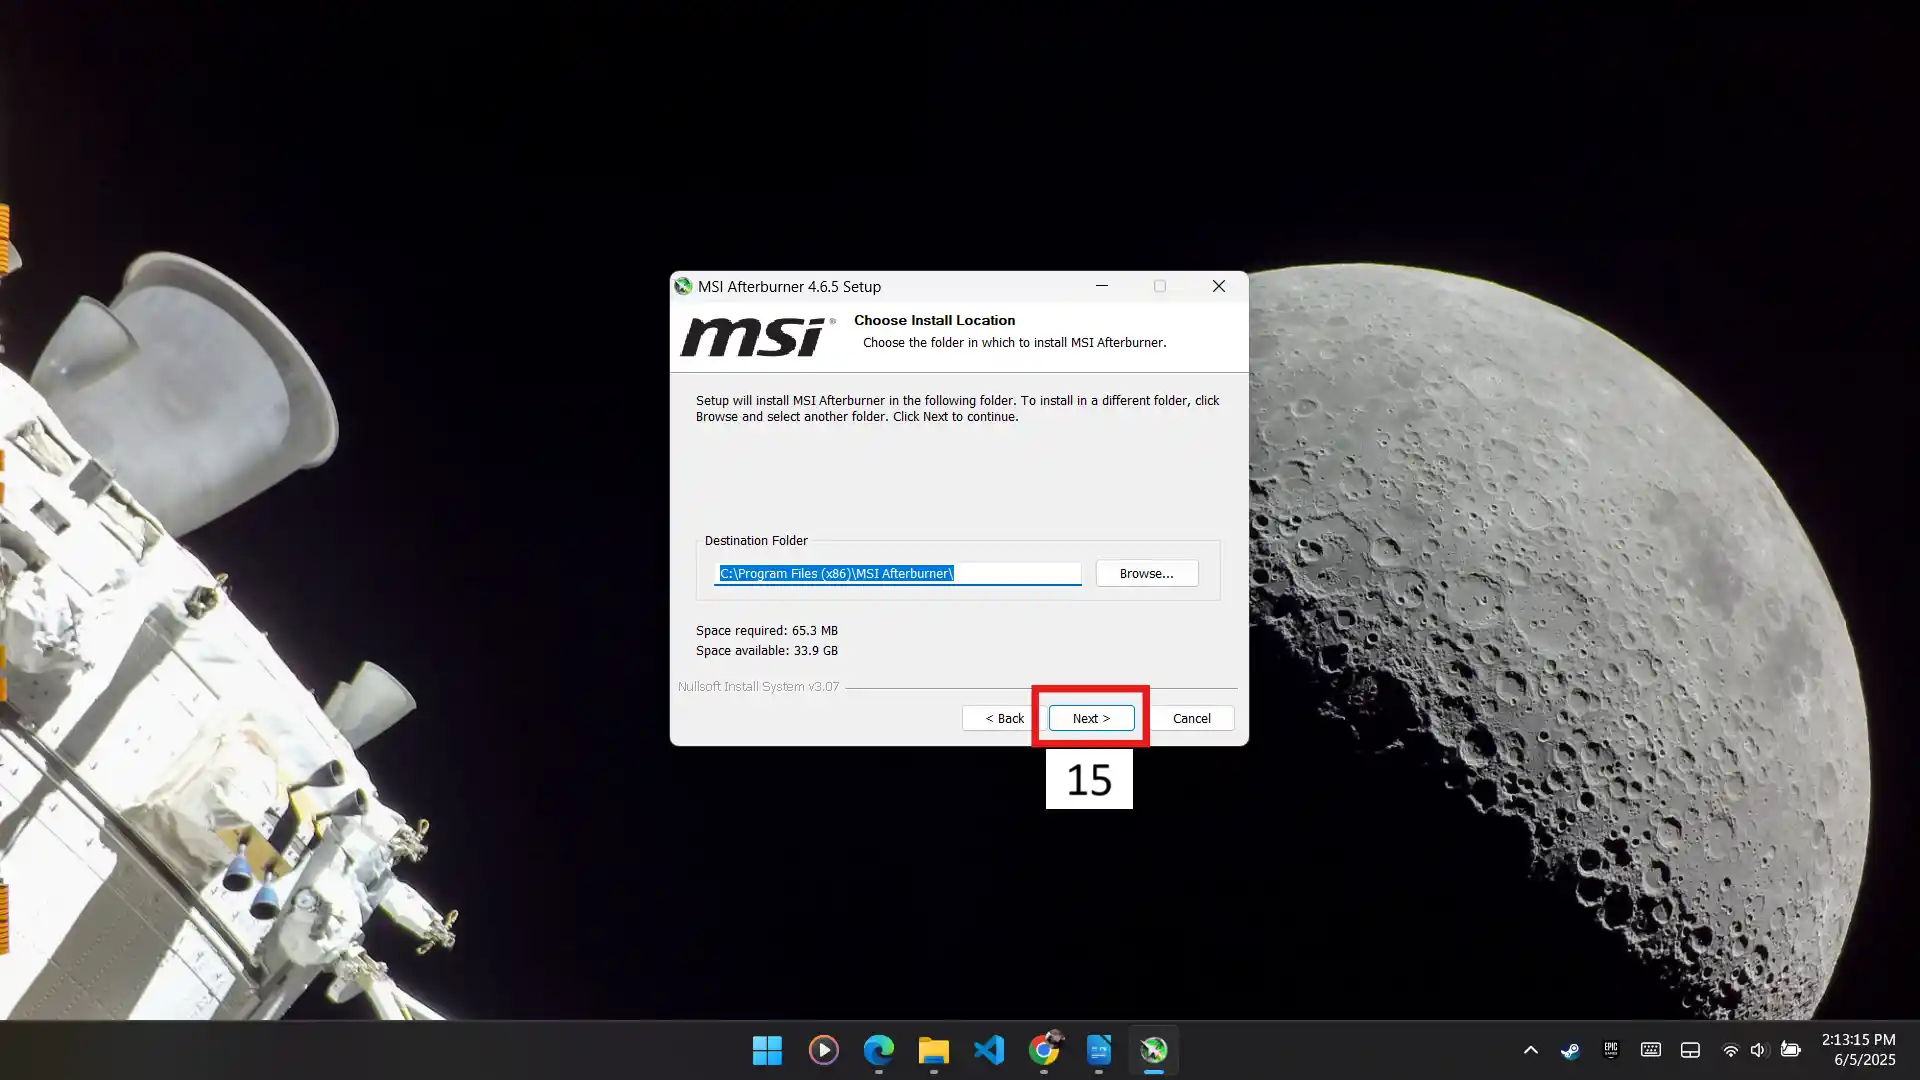 MSI Afterburner 4.6.5 Setup
msi®
Choose Install Location
Choose the folder in which to install MSI Afterburner.
Setup will install MSI Afterburner in the following folder. To install in a different folder, click
Browse and select another folder. Click Next to continue.
Destination Folder
C:\Program Files (x86)\MSI Afterburner\
Browse...
Space required: 65.3 MB
Space available: 33.9 GB
Nullsoft Install System v3.07
< Back
Next >
Cancel
15
EPIC
GAMES
2:13:15 PM
6/5/2025